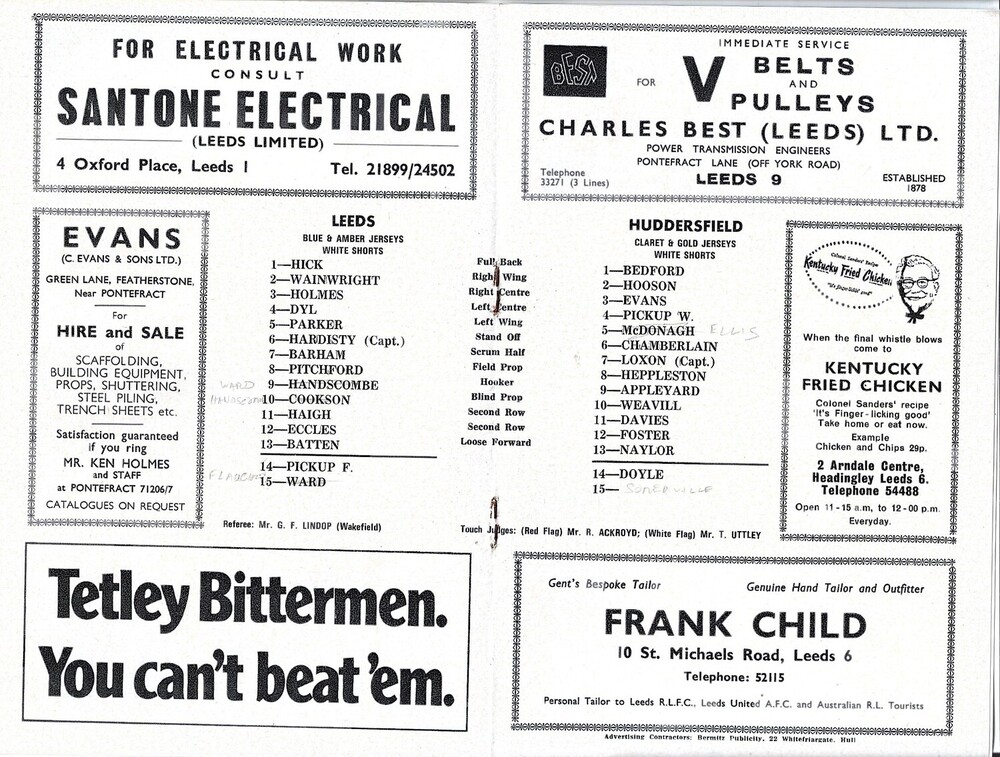 FOR ELECTRICAL WORK
CONSULT
SANTONE ELECTRICAL
(LEEDS LIMITED)
4 Oxford Place, Leeds 1 Tel. 21899/24502
BEST
IMMEDIATE SERVICE
FOR V BELTS
AND
PULLEYS
CHARLES BEST (LEEDS) LTD.
POWER TRANSMISSION ENGINEERS
PONTEFRACT LANE (OFF YORK ROAD)
Telephone
33271 (3 Lines)
LEEDS 9
ESTABLISHED
1878
EVANS
(C. EVANS & SONS LTD.)
GREEN LANE, FEATHERSTONE,
Near PONTEFRACT
For
HIRE and SALE
of
SCAFFOLDING,
BUILDING EQUIPMENT,
PROPS, SHUTTERING,
STEEL PILING,
TRENCH SHEETS etc.
Satisfaction guaranteed
if you ring
MR. KEN HOLMES
and STAFF
at PONTEFRACT 71206/7
CATALOGUES ON REQUEST
LEEDS
BLUE & AMBER JERSEYS
WHITE SHORTS
1—HICK
2—WAINWRIGHT
3—HOLMES
4—DYL
5—PARKER
6—HARDISTY (Capt.)
7—BARHAM
8—PITCHFORD
WARD 9—HANDSCOMBE
10—COOKSON
11—HAIGH
12—ECCLES
13—BATTEN
14—PICKUP F.
15—WARD
Full Back
Right Wing
Right Centre
Left Centre
Left Wing
Stand Off
Scrum Half
Field Prop
Hooker
Blind Prop
Second Row
Second Row
Loose Forward
HUDDERSFIELD
CLARET & GOLD JERSEYS
WHITE SHORTS
1—BEDFORD
2—HOOSON
3—EVANS
4—PICKUP W.
5—McDONAGH ELLIS
6—CHAMBERLAIN
7—LOXON (Capt.)
8—HEPPLESTON
9—APPLEYARD
10—WEAVILL
11—DAVIES
12—FOSTER
13—NAYLOR
14—DOYLE
15— SOMERVILLE
Referee: Mr. G. F. LINDOP (Wakefield)
Touch Judges: (Red Flag) Mr. R. ACKROYD; (White Flag) Mr. T. UTTLEY
Colonel Sanders' Recipe
Kentucky Fried Chicken
"it's finger lickin' good"
When the final whistle blows
come to
KENTUCKY
FRIED CHICKEN
Colonel Sanders' recipe
'It's Finger-licking good'
Take home or eat now.
Example
Chicken and Chips 29p.
2 Arndale Centre,
Headingley Leeds 6.
Telephone 54488
Open 11-15 a.m, to 12-00 p.m.
Everyday.
Tetley Bittermen.
You can't beat 'em.
Gent's Bespoke Tailor Genuine Hand Tailor and Outfitter
FRANK CHILD
10 St. Michaels Road, Leeds 6
Telephone: 52115
Personal Tailor to Leeds R.L.F.C., Leeds United A.F.C. and Australian R.L. Tourists
Advertising Contractors: Bermitz Publicity, 22 Whitefriargate, Hull